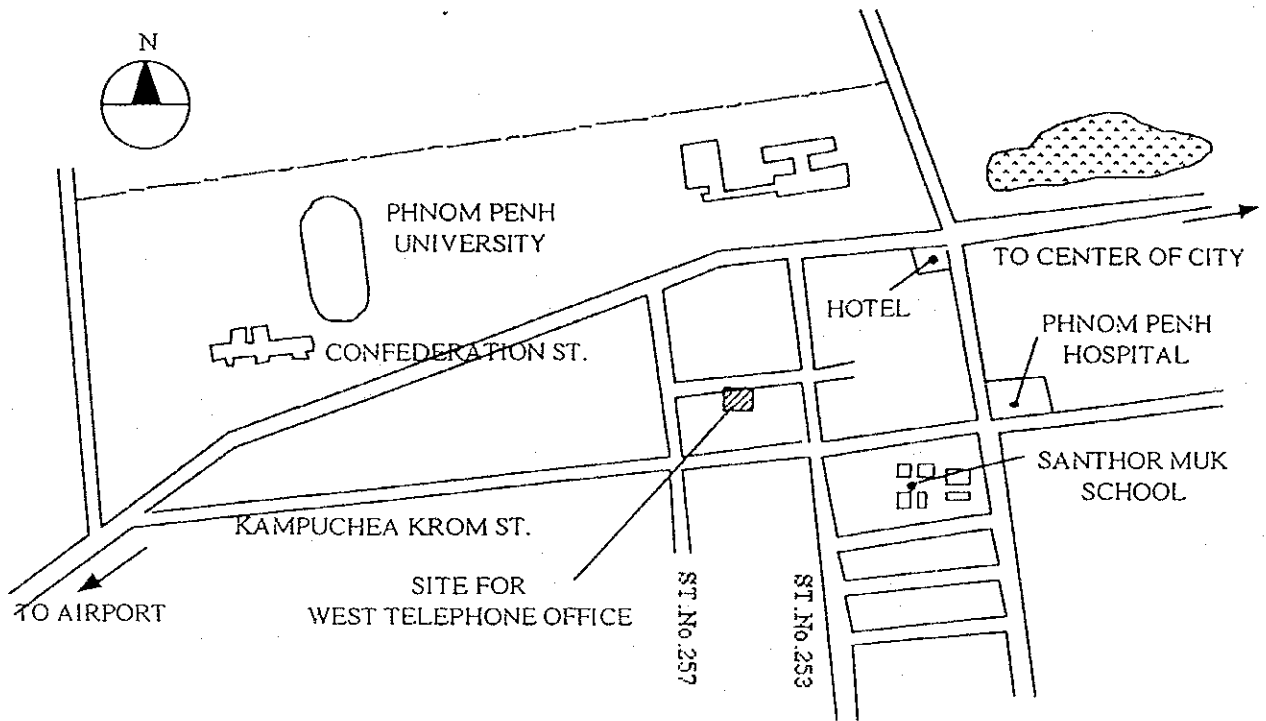 N
PHNOM PENH
UNIVERSITY
TO CENTER OF CITY
HOTEL
PHNOM PENH
HOSPITAL
CONFEDERATION ST.
SANTHOR MUK
SCHOOL
KAMPUCHEA KROM ST.
SITE FOR
WEST TELEPHONE OFFICE
TO AIRPORT
ST.No.257
ST.No.253